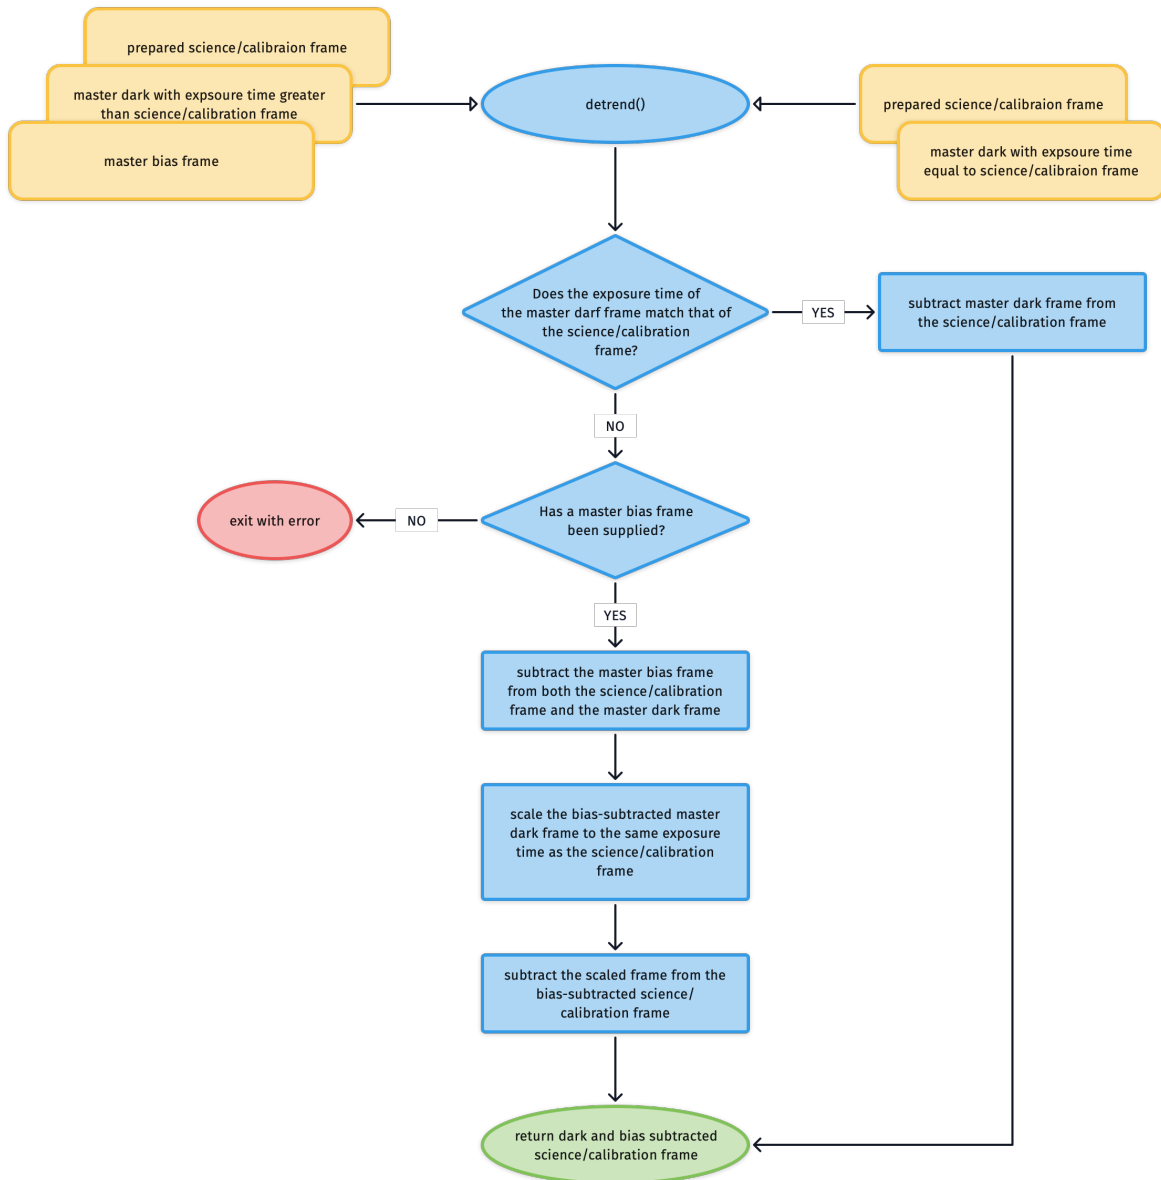 prepared science/calibraion frame
master dark with expsoure time greater
than science/calibration frame
master bias frame
detrend()
prepared science/calibraion frame
master dark with expsoure time
equal to science/calibraion frame
Does the exposure time of
the master darf frame match that of
the science/calibration
frame?
YES
subtract master dark frame from
the science/calibration frame
NO
Has a master bias frame
been supplied?
NO
exit with error
YES
subtract the master bias frame
from both the science/calibration
frame and the master dark frame
scale the bias-subtracted master
dark frame to the same exposure
time as the science/calibration
frame
subtract the scaled frame from the
bias-subtracted science/
calibration frame
return dark and bias subtracted
science/calibration frame